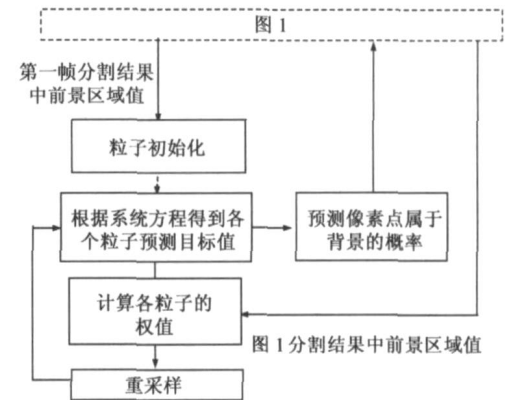 图1
第一帧分割结果
中前景区域值
粒子初始化
根据系统方程得到各
个粒子预测目标值
预测像素点属于
背景的概率
计算各粒子的
权值
图1分割结果中前景区域值
重采样